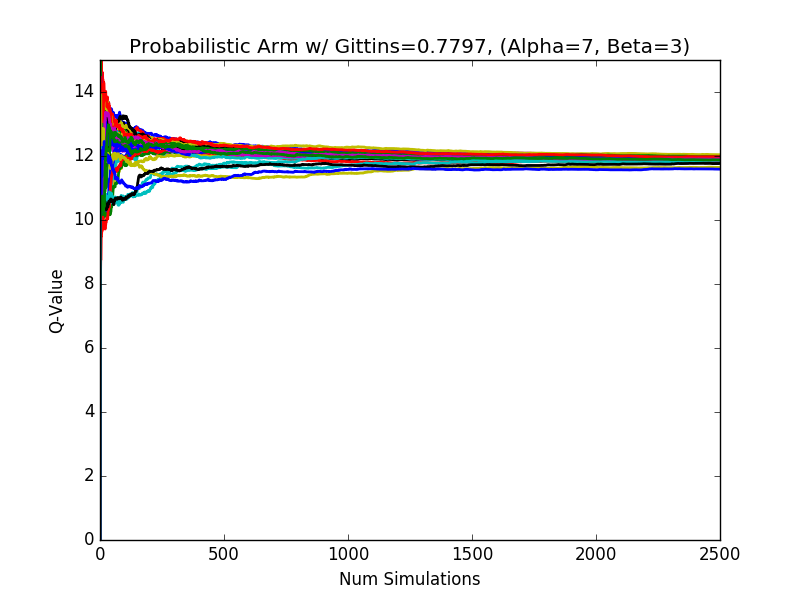 Probabilistic Arm w/ Gittins=0.7797, (Alpha=7, Beta=3)
14
12
10
8
6
4
2
0
Q-Value
0 500 1000 1500 2000 2500
Num Simulations